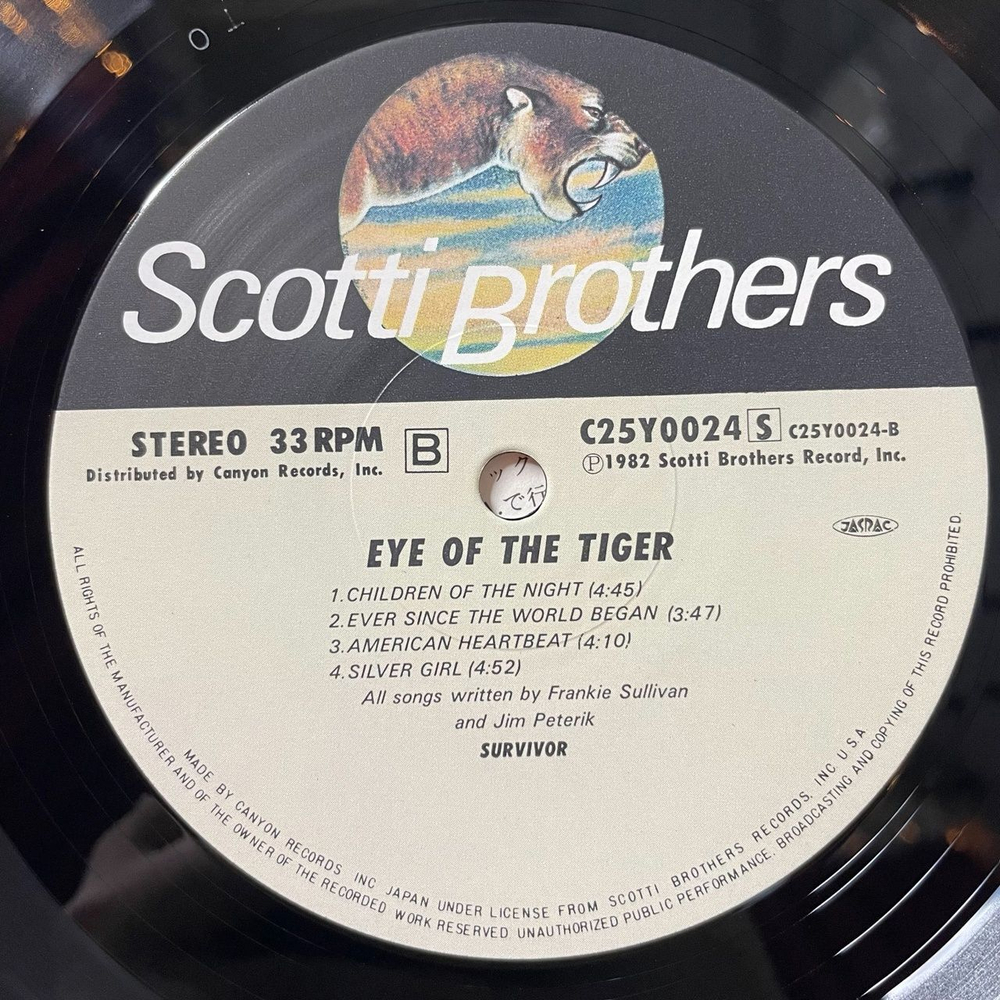 Scotti Brothers
STEREO 33 RPM B
Distributed by Canyon Records, Inc.
C25Y0024 S C25Y0024-B
Ⓟ1982 Scotti Brothers Record, Inc.
ック
で行
JASRAC
EYE OF THE TIGER
1. CHILDREN OF THE NIGHT (4:45)
2. EVER SINCE THE WORLD BEGAN (3:47)
3. AMERICAN HEARTBEAT (4:10)
4. SILVER GIRL (4:52)
All songs written by Frankie Sullivan
and Jim Peterik
SURVIVOR
MADE BY CANYON RECORDS INC JAPAN UNDER LICENSE FROM SCOTTI BROTHERS RECORDS. INC U S A
ALL RIGHTS OF THE MANUFACTURER AND OF THE OWNER OF THE RECORDED WORK RESERVED UNAUTHORIZED PUBLIC PERFORMANCE. BROADCASTING AND COPYING OF THIS RECORD PROHIBITED.